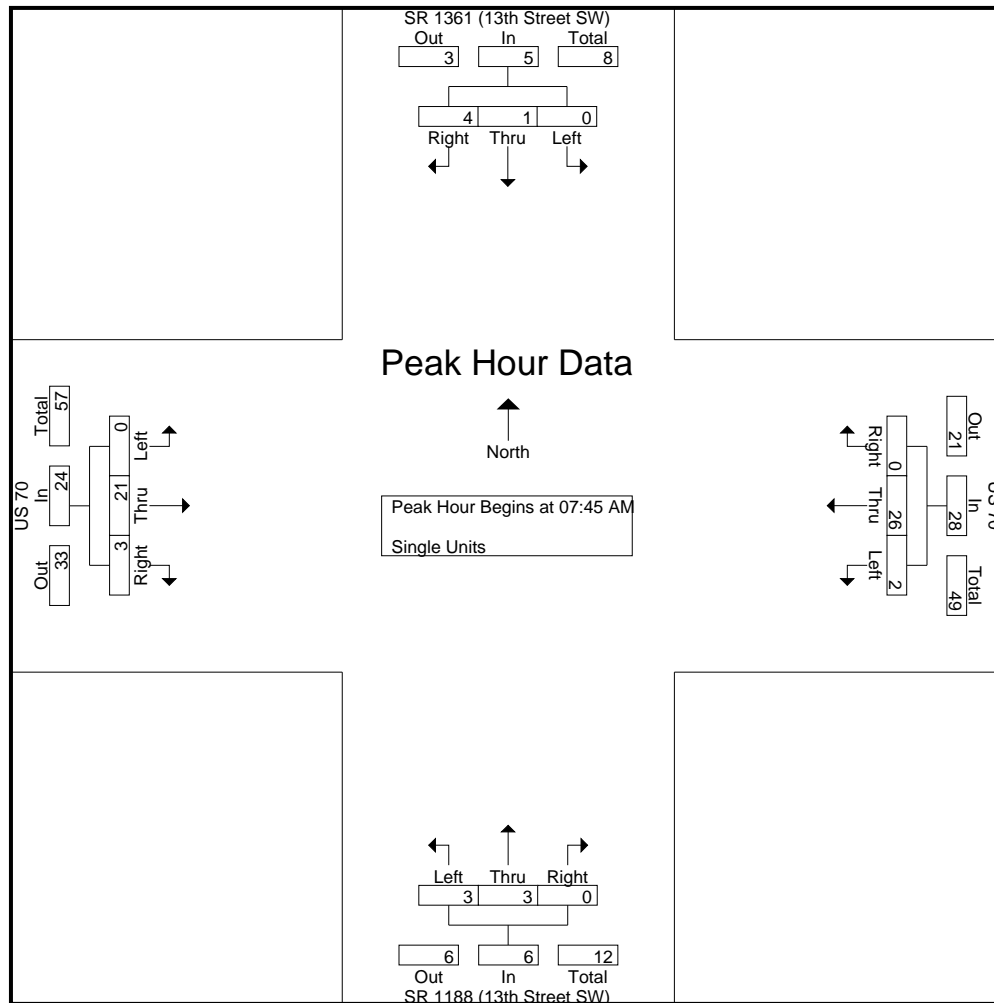 SR 1361 (13th Street SW)
Out In Total
3 5 8
4 1 0
Right Thru Left
Peak Hour Data
North
Peak Hour Begins at 07:45 AM
Single Units
US 70
Out In Total
33 24 57
3 21 0
Right Thru Left
US 70
Out In Total
21 28 49
0 26 2
Right Thru Left
Left Thru Right
3 3 0
6 6 12
Out In Total
SR 1188 (13th Street SW)